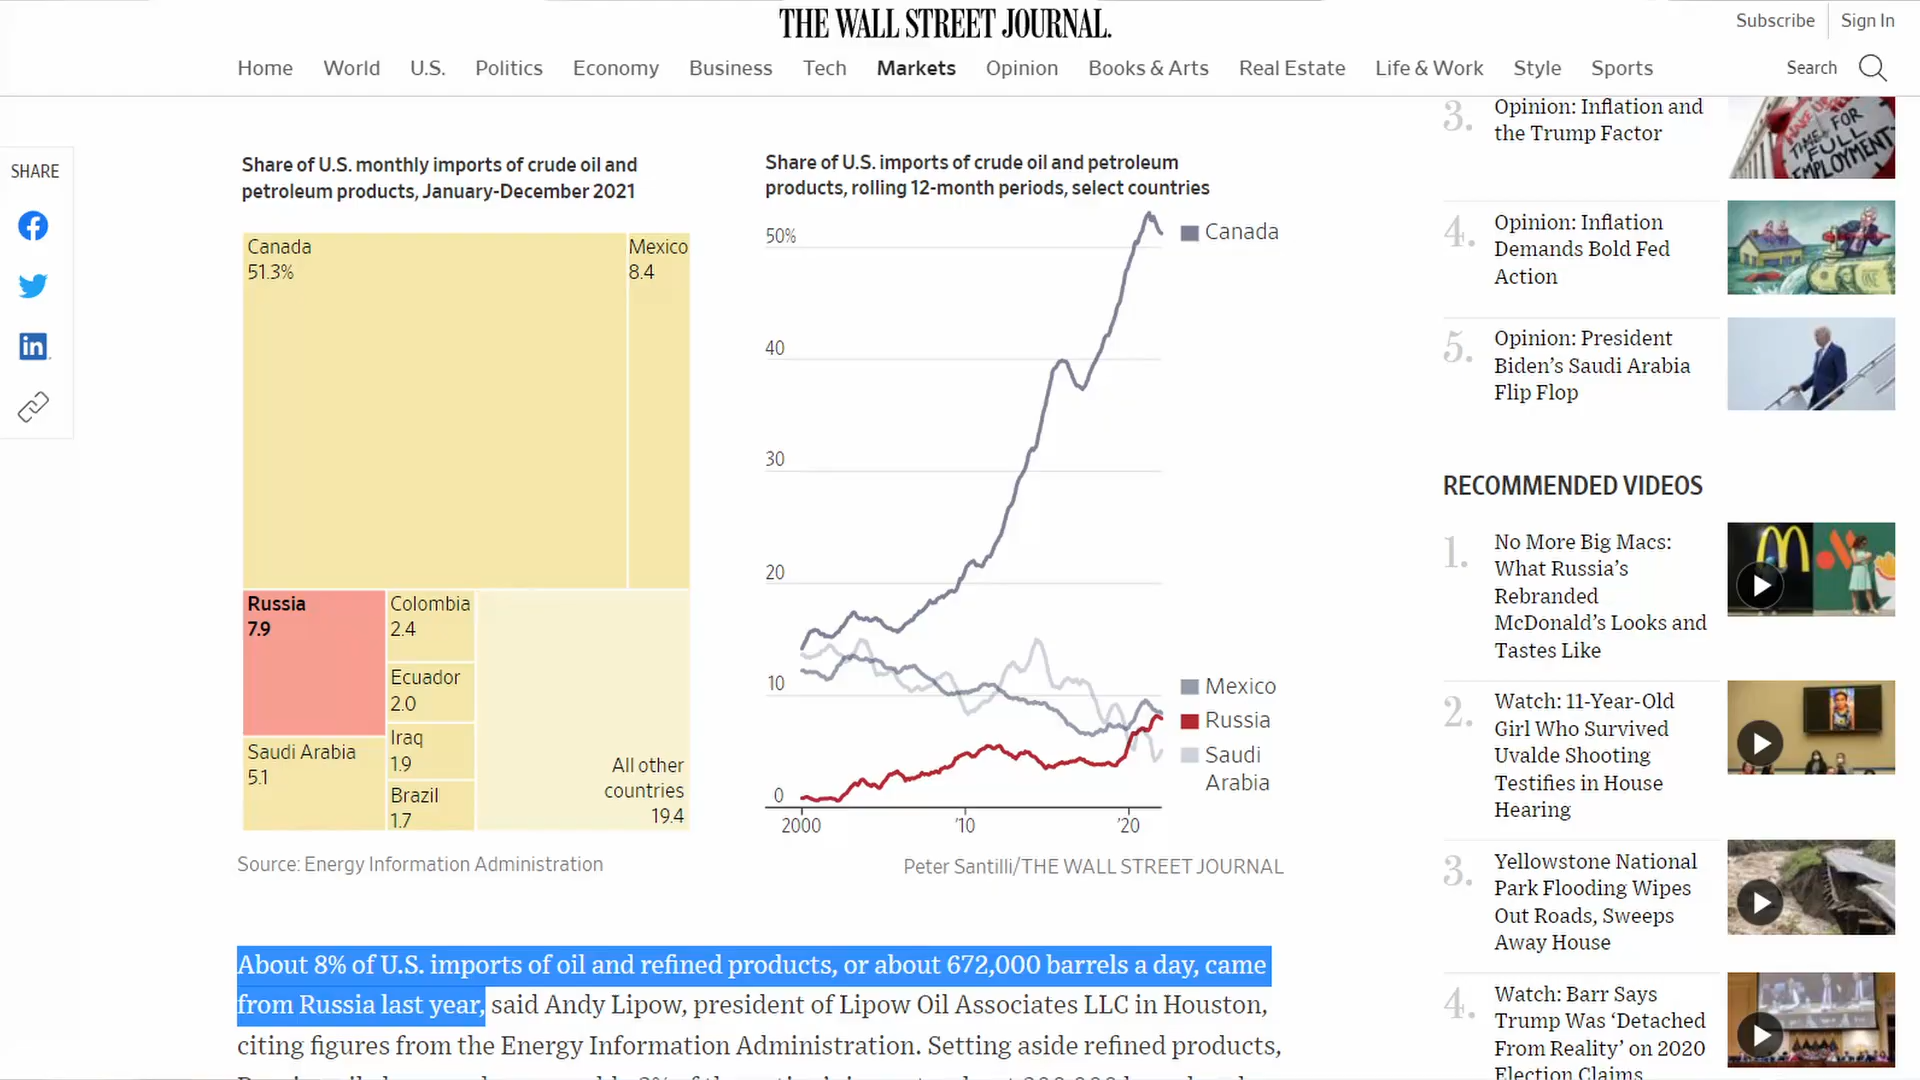 THE WALL STREET JOURNAL.
Subscribe
Sign In
Home
World
U.S.
Politics
Economy
Business
Tech
Markets
Opinion
Books & Arts
Real Estate
Life & Work
Style
Sports
Search
SHARE
in
Share of U.S. monthly imports of crude oil and
petroleum products, January-December 2021
Canada
51.3%
Mexico
8.4
Russia
7.9
Colombia
2.4
Ecuador
2.0
Iraq
1.9
Brazil
1.7
Saudi Arabia
5.1
All other
countries
19.4
Source: Energy Information Administration
Share of U.S. imports of crude oil and petroleum
products, rolling 12-month periods, select countries
50%
40
30
20
10
0
2000
'10
'20
Canada
Mexico
Russia
Saudi
Arabia
Peter Santilli/THE WALL STREET JOURNAL
About 8% of U.S. imports of oil and refined products, or about 672,000 barrels a day, came
from Russia last year, said Andy Lipow, president of Lipow Oil Associates LLC in Houston,
citing figures from the Energy Information Administration. Setting aside refined products,
3.
Opinion: Inflation and
the Trump Factor
TIME FOR
FULL
EMPLOYMENT
4.
Opinion: Inflation
Demands Bold Fed
Action
5.
Opinion: President
Biden's Saudi Arabia
Flip Flop
RECOMMENDED VIDEOS
1.
No More Big Macs:
What Russia's
Rebranded
McDonald's Looks and
Tastes Like
2.
Watch: 11-Year-Old
Girl Who Survived
Uvalde Shooting
Testifies in House
Hearing
3.
Yellowstone National
Park Flooding Wipes
Out Roads, Sweeps
Away House
4.
Watch: Barr Says
Trump Was 'Detached
From Reality' on 2020
Election Claims